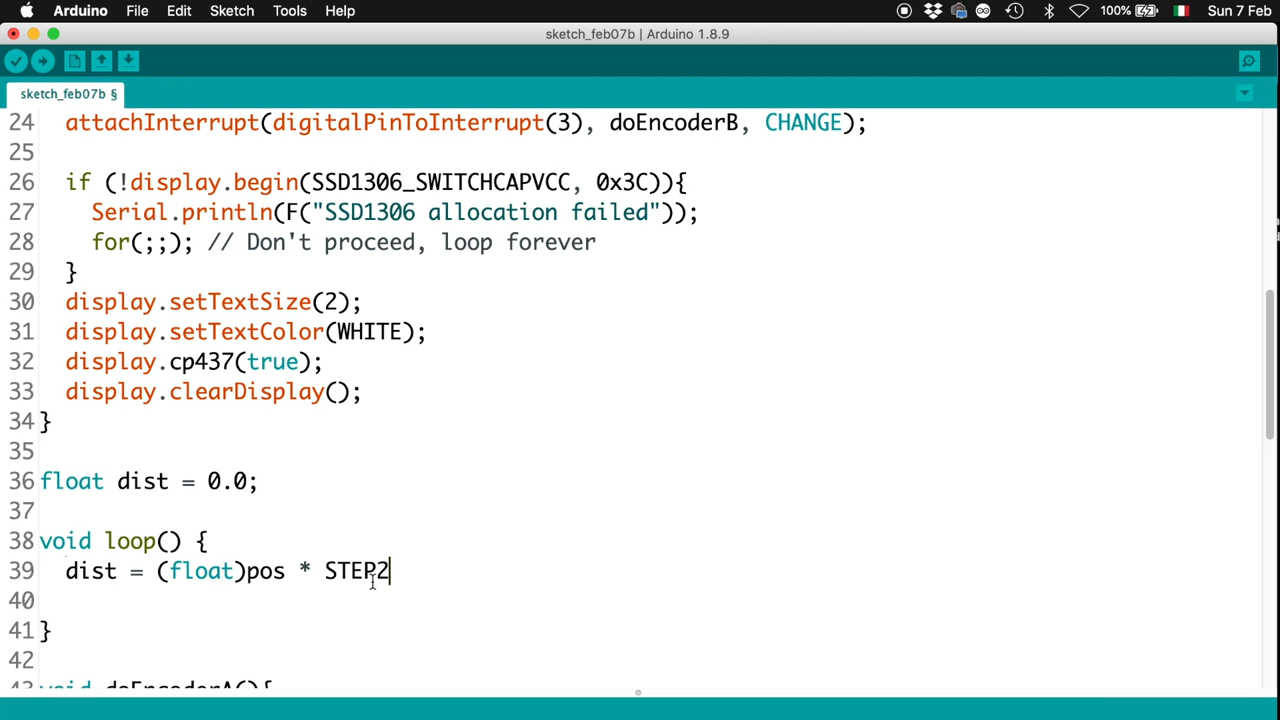 Arduino File Edit Sketch Tools Help 100% Sun 7 Feb
sketch_feb07b | Arduino 1.8.9
sketch_feb07b §
24 attachInterrupt(digitalPinToInterrupt(3), doEncoderB, CHANGE);
25
26 if (!display.begin(SSD1306_SWITCHCAPVCC, 0x3C)){
27 Serial.println(F("SSD1306 allocation failed"));
28 for(;;); // Don't proceed, loop forever
29 }
30 display.setTextSize(2);
31 display.setTextColor(WHITE);
32 display.cp437(true);
33 display.clearDisplay();
34 }
35
36 float dist = 0.0;
37
38 void loop() {
39 dist = (float)pos * STEP2
40
41 }
42
43 void doEncoderA(){